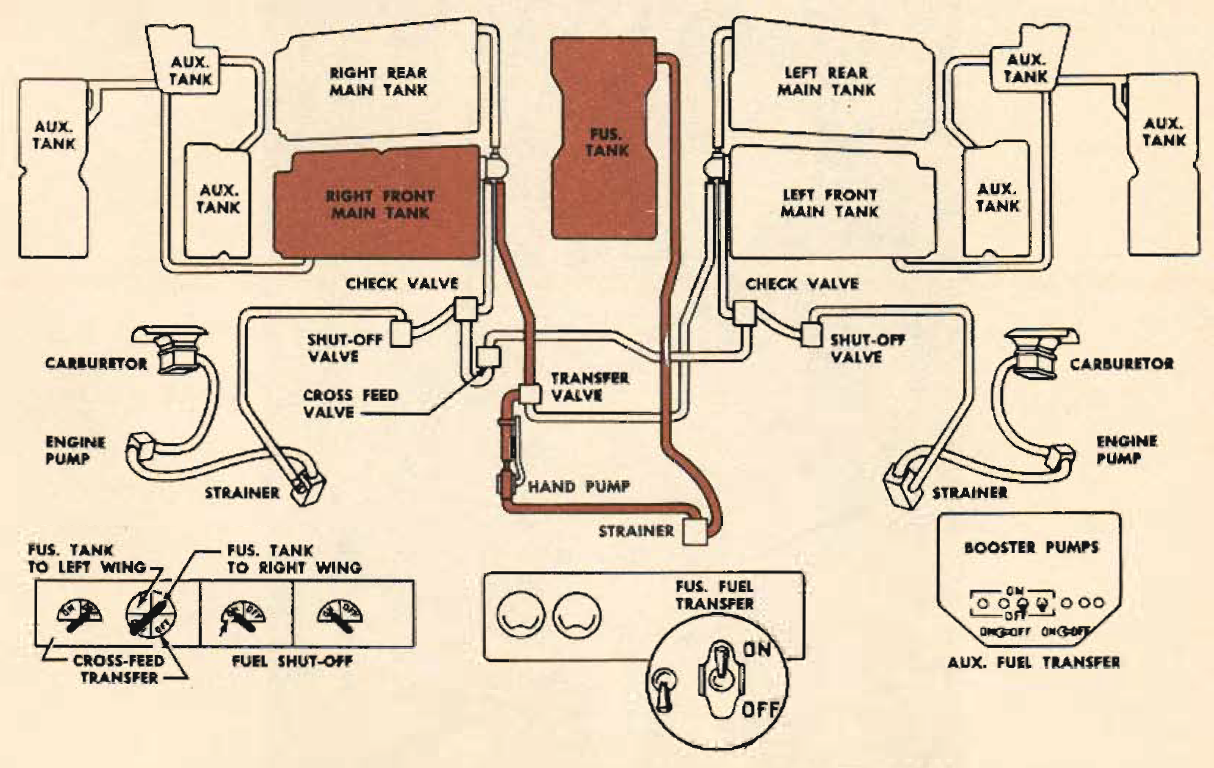 AUX.
TANK
AUX.
TANK
AUX.
TANK
RIGHT REAR
MAIN TANK
RIGHT FRONT
MAIN TANK
FUS.
TANK
LEFT REAR
MAIN TANK
LEFT FRONT
MAIN TANK
AUX.
TANK
AUX.
TANK
AUX.
TANK
CHECK VALVE
CHECK VALVE
SHUT-OFF
VALVE
SHUT-OFF
VALVE
CARBURETOR
CARBURETOR
CROSS FEED
VALVE
TRANSFER
VALVE
ENGINE
PUMP
ENGINE
PUMP
STRAINER
HAND PUMP
STRAINER
STRAINER
FUS. TANK
TO LEFT WING
FUS. TANK
TO RIGHT WING
ON
OFF
OFF
ON
OFF
OFF
CROSS-FEED
TRANSFER
FUEL SHUT-OFF
FUS. FUEL
TRANSFER
ON
OFF
BOOSTER PUMPS
ON
OFF
ON OFF ON OFF
AUX. FUEL TRANSFER